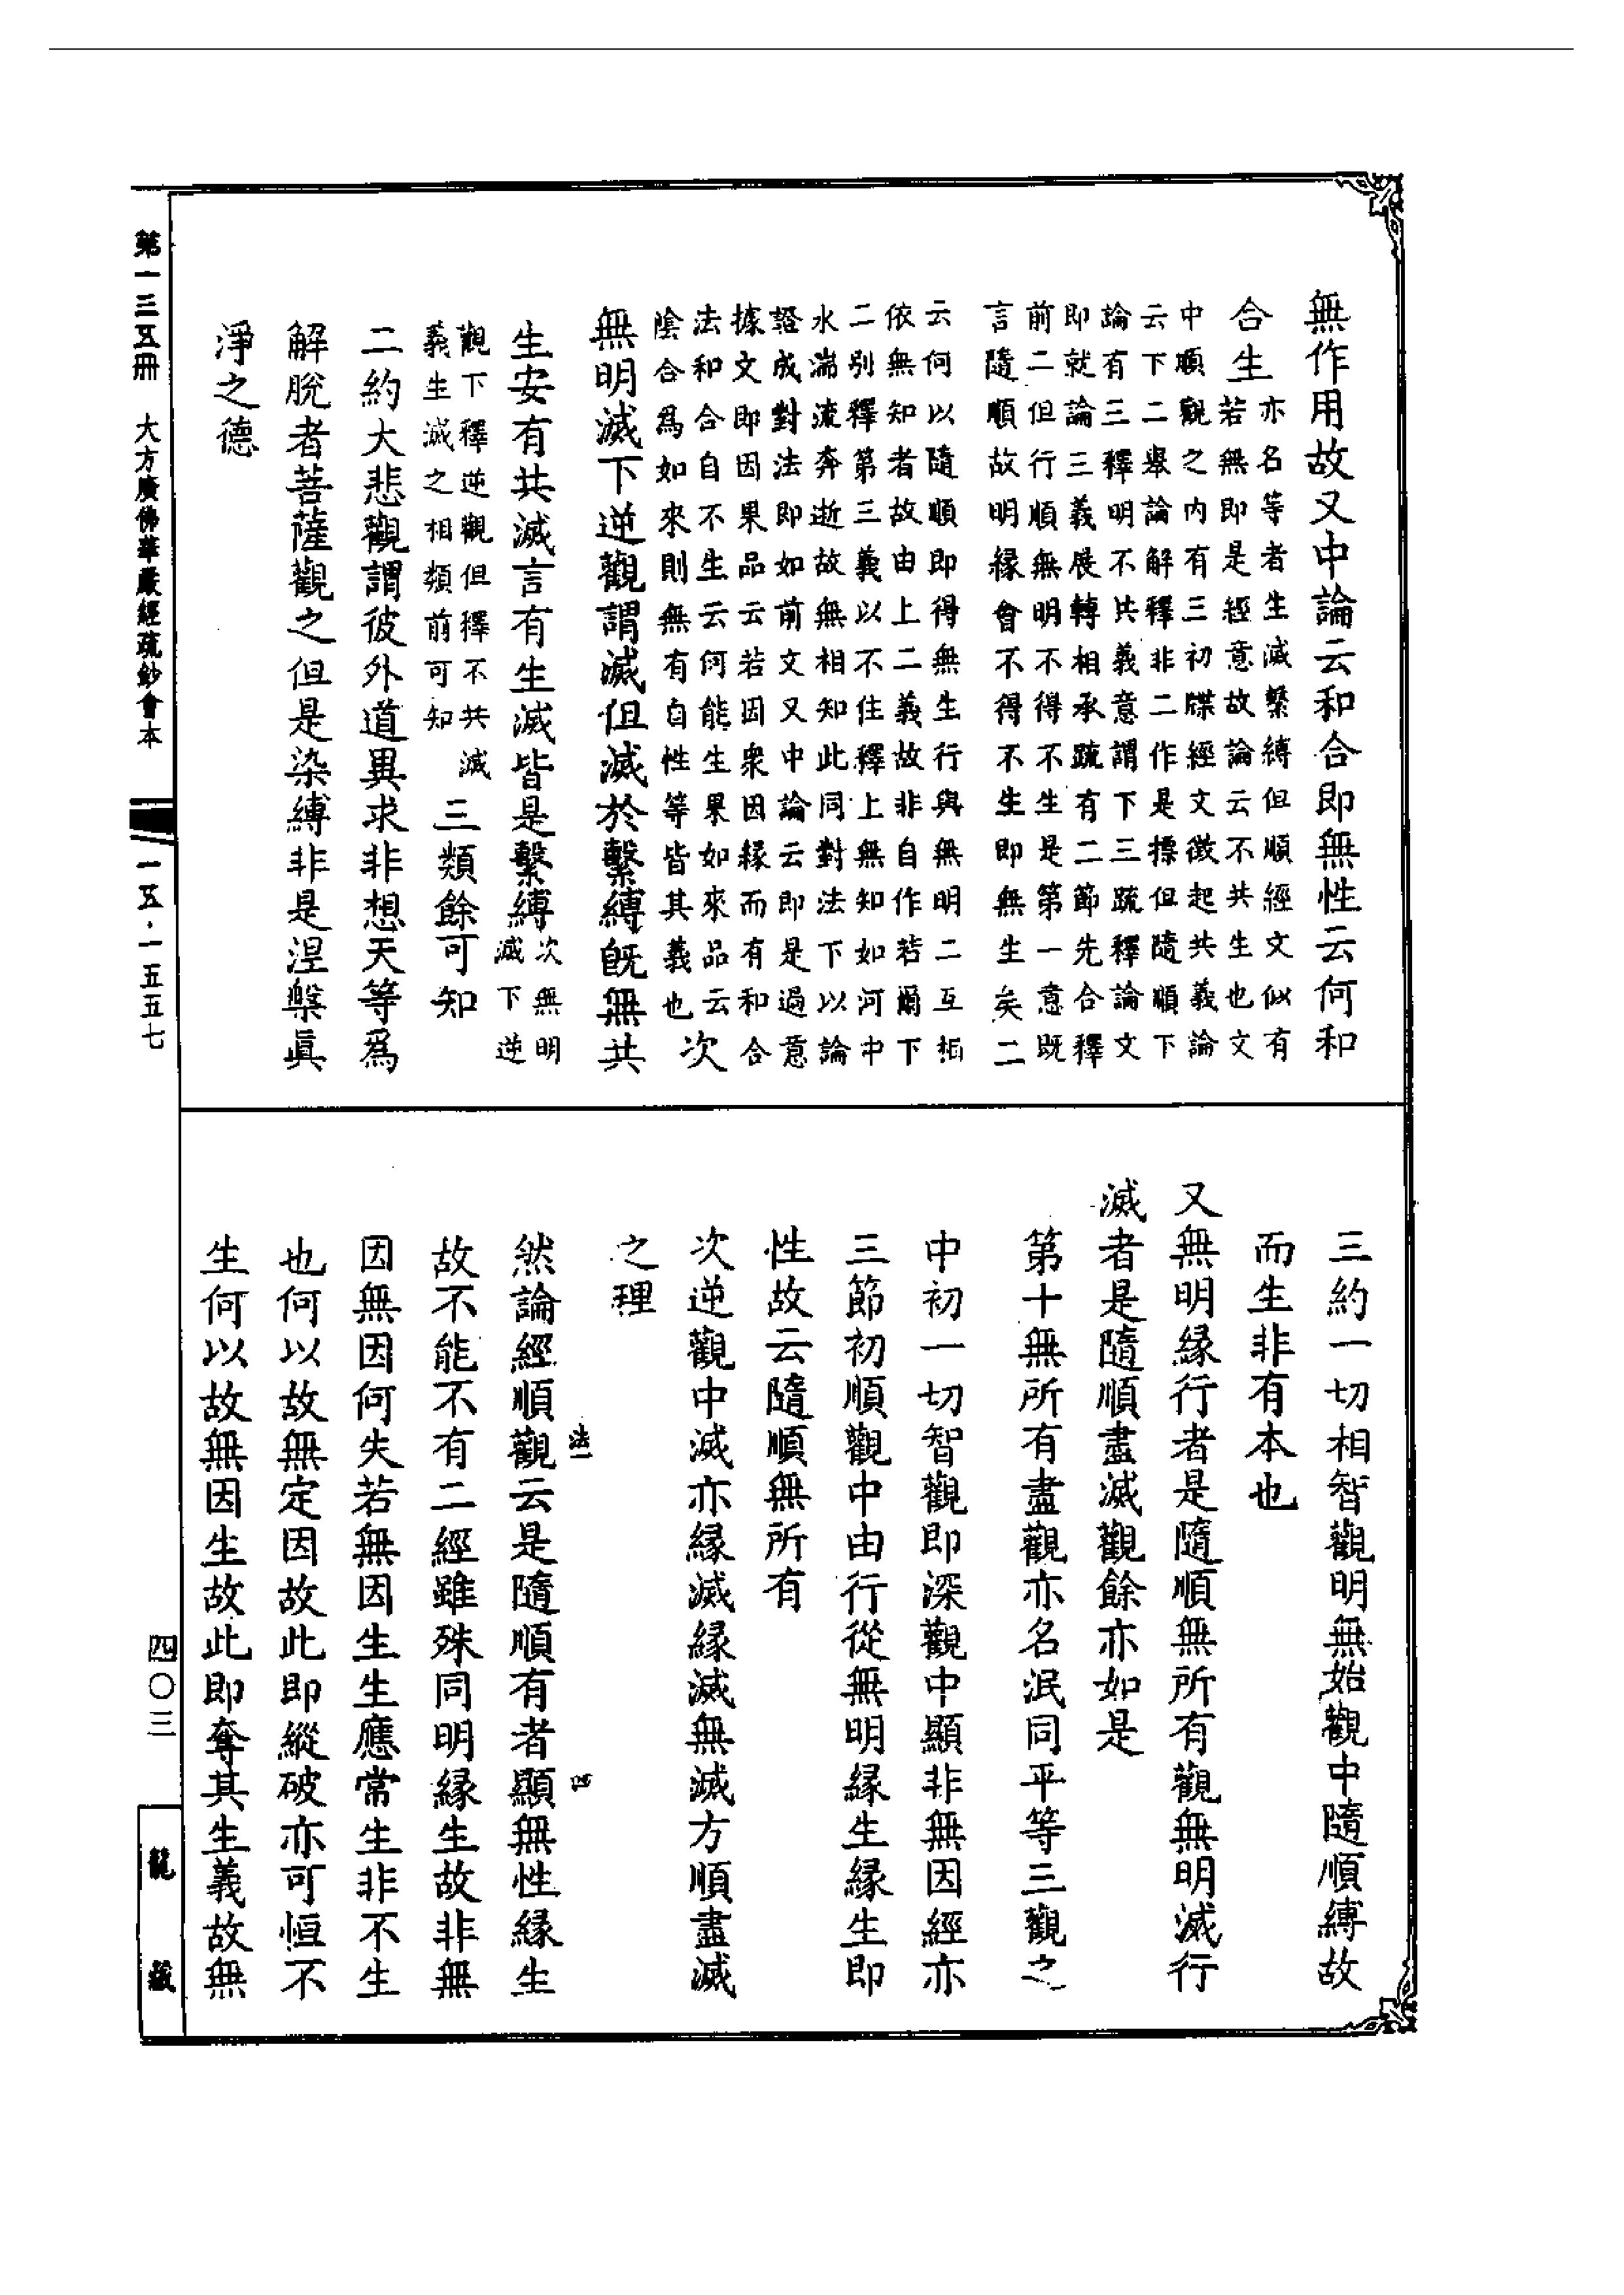 無作用故又中論云和合即無性云何和
合生
亦名等者生滅繫縛但順經文似有
若無即是經意故論云不共生也文
中順觀之内有三初牒經文徵起共義論
云下二舉論解釋非二作是標但隨順下
論有三釋明不共義意謂下三疏釋論文
即就論三義展轉相承疏有二節先合釋
前二但行順無明不得不生是第一意既
言隨順故明緣會不得不生即無生矣二
云何以隨順即得無生行與無明二互相
依無知者故由上二義故非自作若爾下
二別釋第三義以不住釋上無知如河中
水湍流奔逝故無相知此同對法下以論
證成對法即如前文又中論云即是過意
據文即因果品云若因衆因緣而有和合
法和合自不生云何能生果如來品云
陰合爲如來則無有自性等皆其義也
次
無明滅下逆觀謂滅但滅於繫縛旣無共
生安有共滅言有生滅皆是繫縛
次無明
滅下逆
觀下釋逆觀但釋不共滅
義生滅之相類前可知
三類餘可知
二約大悲觀謂彼外道異求非想天等爲
解脫者菩薩觀之但是染縛非是涅槃眞
淨之德
三約一切相智觀明無始觀中隨順縛故
而生非有本也
又無明緣行者是隨順無所有觀無明滅行
滅者是隨順盡滅觀餘亦如是
第十無所有盡觀亦名泯同平等三觀之
中初一切智觀即深觀中顯非無因經亦
三節初順觀中由行從無明緣生緣生即
性故云隨順無所有
次逆觀中滅亦緣滅緣滅無滅方順盡滅
之理
法一
四
然論經順觀云是隨順有者顯無性緣生
故不能不有二經雖殊同明緣生故非無
因無因何失若無因生生應常生非不生
也何以故無定因故此即縱破亦可恒不
生何以故無因生故此即奪其生義故無
第一三五冊　大方廣佛華嚴經疏鈔會本
一五·一五五七
四〇三
龍藏